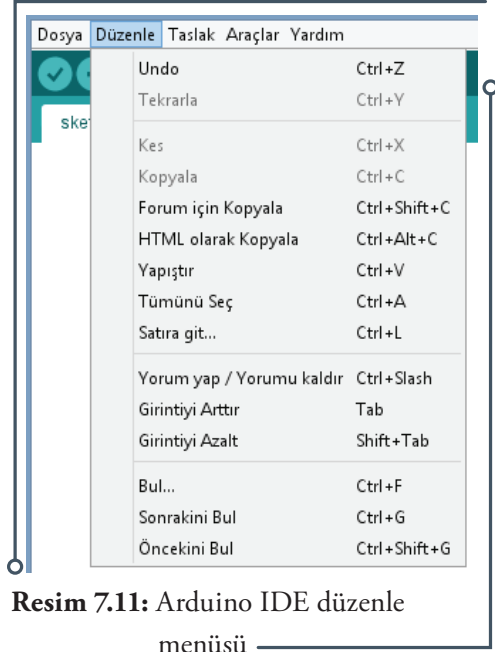 Dosya Düzenle Taslak Araçlar Yardım
sket
Undo Ctrl+Z
Tekrarla Ctrl+Y
Kes Ctrl+X
Kopyala Ctrl+C
Forum için Kopyala Ctrl+Shift+C
HTML olarak Kopyala Ctrl+Alt+C
Yapıştır Ctrl+V
Tümünü Seç Ctrl+A
Satıra git... Ctrl+L
Yorum yap / Yorumu kaldır Ctrl+Slash
Girintiyi Arttır Tab
Girintiyi Azalt Shift+Tab
Bul... Ctrl+F
Sonrakini Bul Ctrl+G
Öncekini Bul Ctrl+Shift+G
Resim 7.11: Arduino IDE düzenle
menüsü